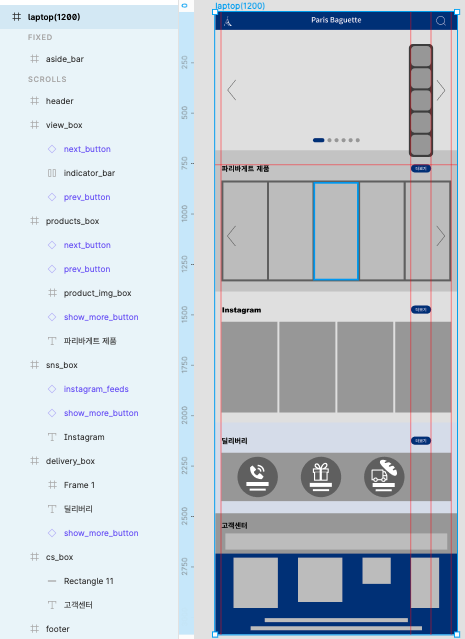 laptop(1200)
FIXED
aside_bar
SCROLLS
header
view_box
next_button
indicator_bar
prev_button
products_box
next_button
prev_button
product_img_box
show_more_button
파리바게트 제품
sns_box
instagram_feeds
show_more_button
Instagram
delivery_box
Frame 1
딜리버리
show_more_button
cs_box
Rectangle 11
고객센터
footer
0
250
500
750
1000
1250
1500
1750
2000
2250
2500
2750
laptop(1200)
Paris Baguette
파리바게트 제품
더보기
Instagram
더보기
딜리버리
더보기
고객센터